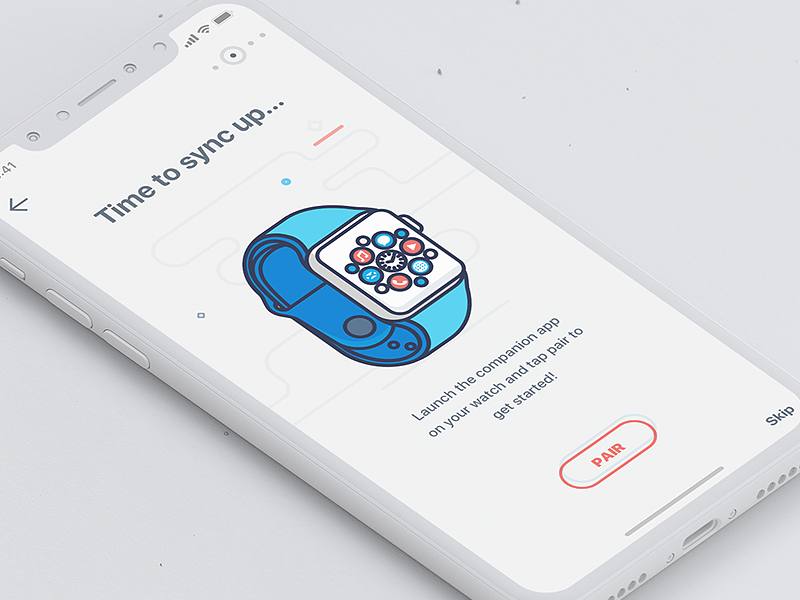 :41
Time to sync up...
Launch the companion app
on your watch and tap pair to
get started!
PAIR
Skip